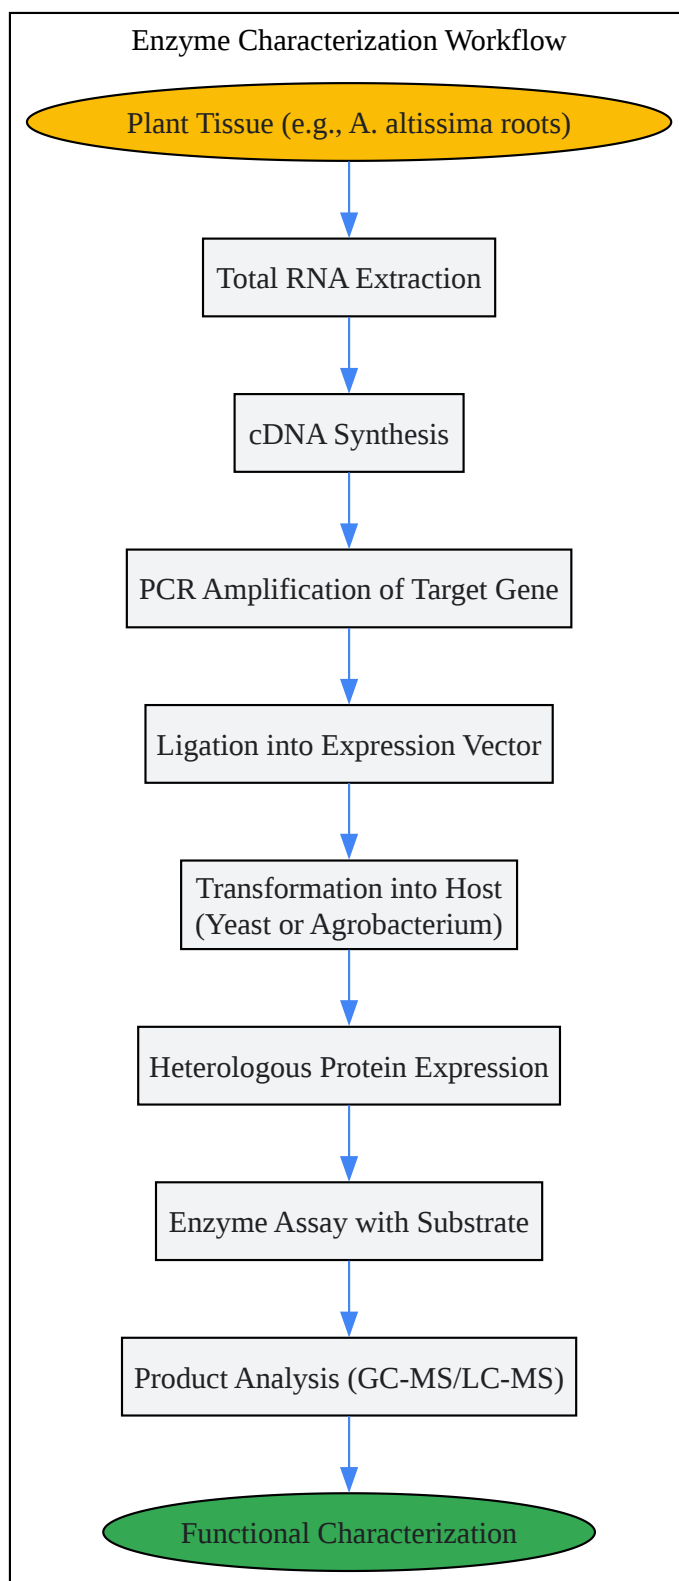 Enzyme Characterization Workflow
Plant Tissue (e.g., A. altissima roots)
Total RNA Extraction
cDNA Synthesis
PCR Amplification of Target Gene
Ligation into Expression Vector
Transformation into Host
(Yeast or Agrobacterium)
Heterologous Protein Expression
Enzyme Assay with Substrate
Product Analysis (GC-MS/LC-MS)
Functional Characterization